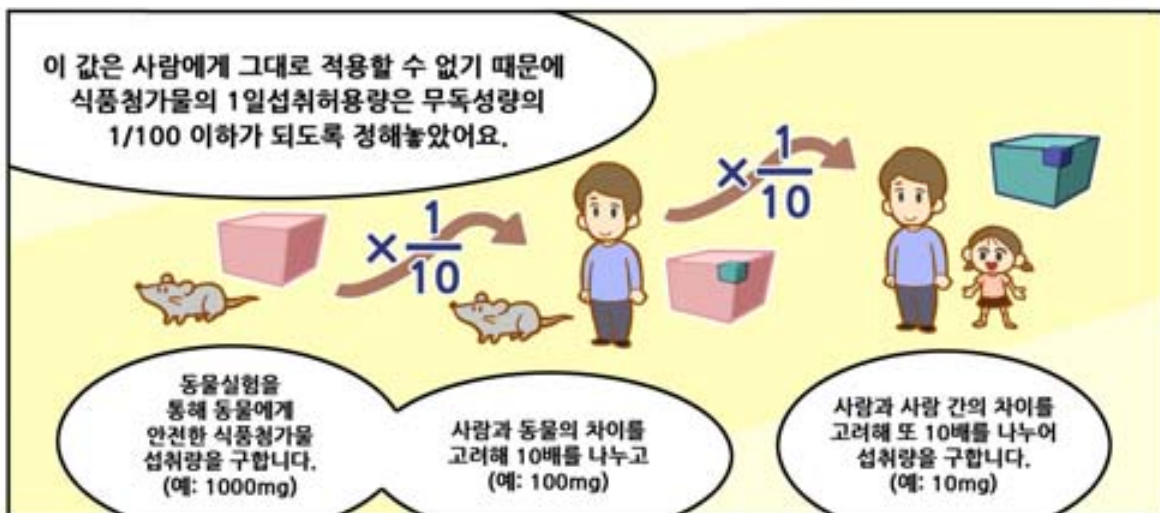 이 값은 사람에게 그대로 적용할 수 없기 때문에
식품첨가물의 1일섭취허용량은 무독성량의
1/100 이하가 되도록 정해놓았어요.
×1/10
×1/10
동물실험을
통해 동물에게
안전한 식품첨가물
섭취량을 구합니다.
(예: 1000mg)
사람과 동물의 차이를
고려해 10배를 나누고
(예: 100mg)
사람과 사람 간의 차이를
고려해 또 10배를 나누어
섭취량을 구합니다.
(예: 10mg)